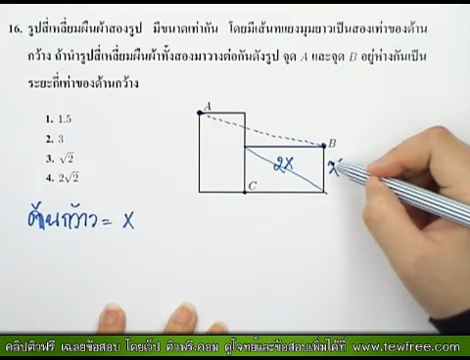 16. รูปสี่เหลี่ยมผืนผ้าสองรูป มีขนาดเท่ากัน โดยมีเส้นทแยงมุมยาวเป็นสองเท่าของด้าน
กว้าง ถ้านำรูปสี่เหลี่ยมผืนผ้าทั้งสองมาวางต่อกันดังรูป จุด A และจุด B อยู่ห่างกันเป็น
ระยะกี่เท่าของด้านกว้าง
1. 1.5
2. 3
3. √2
4. 2√2
A
B
2x
x
C
ด้านกว้าง = x
คลิปติวฟรี เฉลยข้อสอบ โดยเว็ป ติวฟรี.คอม ดูโจทย์และข้อสอบเพิ่มได้ที่ www.tewfree.com